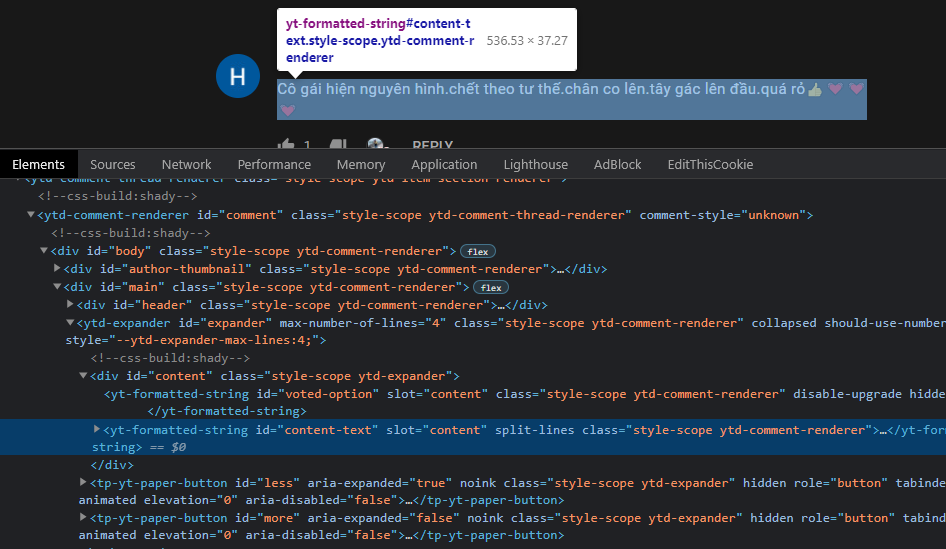 yt-formatted-string#content-t
ext.style-scope.ytd-comment-r
enderer
536.53 × 37.27
H
Cô gái hiện nguyên hình.chết theo tư thế.chân co lên.tây gác lên đầu.quá rỏ👍💗💗
💗
1 REPLY
Elements Sources Network Performance Memory Application Lighthouse AdBlock EditThisCookie
<ytd-comment-thread-renderer class="style-scope ytd-item-section-renderer">
<!--css-build:shady-->
▼<ytd-comment-renderer id="comment" class="style-scope ytd-comment-thread-renderer" comment-style="unknown">
<!--css-build:shady-->
▼<div id="body" class="style-scope ytd-comment-renderer"> flex
▶<div id="author-thumbnail" class="style-scope ytd-comment-renderer">…</div>
▼<div id="main" class="style-scope ytd-comment-renderer"> flex
▶<div id="header" class="style-scope ytd-comment-renderer">…</div>
▼<ytd-expander id="expander" max-number-of-lines="4" class="style-scope ytd-comment-renderer" collapsed should-use-number
style="--ytd-expander-max-lines:4;">
<!--css-build:shady-->
▼<div id="content" class="style-scope ytd-expander">
<yt-formatted-string id="voted-option" slot="content" class="style-scope ytd-comment-renderer" disable-upgrade hidde
</yt-formatted-string>
▶<yt-formatted-string id="content-text" slot="content" split-lines class="style-scope ytd-comment-renderer">…</yt-form
string> == $0
</div>
▶<tp-yt-paper-button id="less" aria-expanded="true" noink class="style-scope ytd-expander" hidden role="button" tabinde
animated elevation="0" aria-disabled="false">…</tp-yt-paper-button>
▶<tp-yt-paper-button id="more" aria-expanded="false" noink class="style-scope ytd-expander" hidden role="button" tabind
animated elevation="0" aria-disabled="false">…</tp-yt-paper-button>